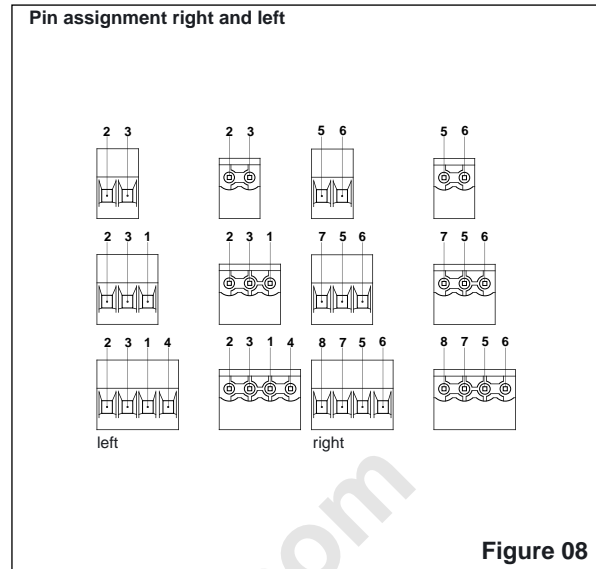 Pin assignment right and left
2 3 2 3 5 6 5 6
2 3 1 2 3 1 7 5 6 7 5 6
2 3 1 4 2 3 1 4 8 7 5 6 8 7 5 6
left right
com
Figure 08